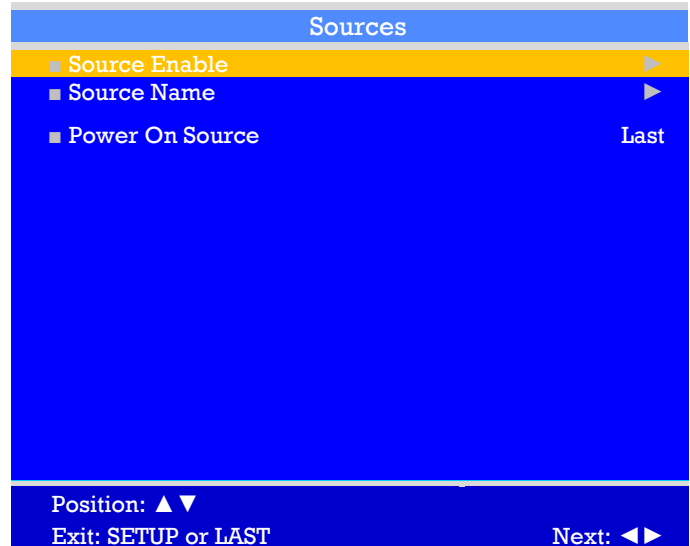 Sources
■ Source Enable ►
■ Source Name ►
■ Power On Source Last
Position: ▲▼
Exit: SETUP or LAST Next: ◄►